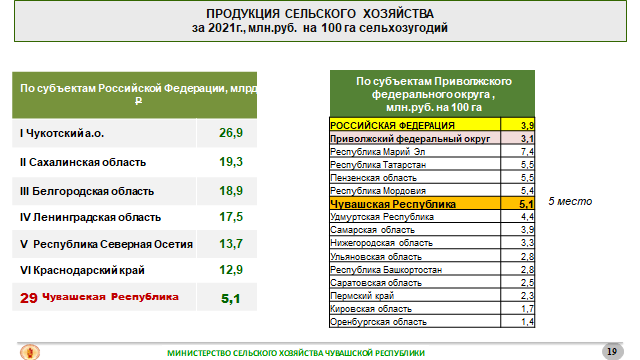 ПРОДУКЦИЯ СЕЛЬСКОГО ХОЗЯЙСТВА
за 2021г., млн.руб. на 100 га сельхозугодий
По субъектам Российской Федерации, млрд
р
I Чукотский а.о. 26,9
II Сахалинская область 19,3
III Белгородская область 18,9
IV Ленинградская область 17,5
V Республика Северная Осетия 13,7
VI Краснодарский край 12,9
29 Чувашская Республика 5,1
По субъектам Приволжского
федерального округа ,
млн.руб. на 100 га
РОССИЙСКАЯ ФЕДЕРАЦИЯ 3,9
Приволжский федеральный округ 3,1
Республика Марий Эл 7,4
Республика Татарстан 5,5
Пензенская область 5,5
Республика Мордовия 5,4
Чувашская Республика 5,1
Удмуртская Республика 4,4
Самарская область 3,9
Нижегородская область 3,3
Ульяновская область 2,8
Республика Башкортостан 2,8
Саратовская область 2,5
Пермский край 2,3
Кировская область 1,7
Оренбургская область 1,4
5 место
МИНИСТЕРСТВО СЕЛЬСКОГО ХОЗЯЙСТВА ЧУВАШСКОЙ РЕСПУБЛИКИ
19